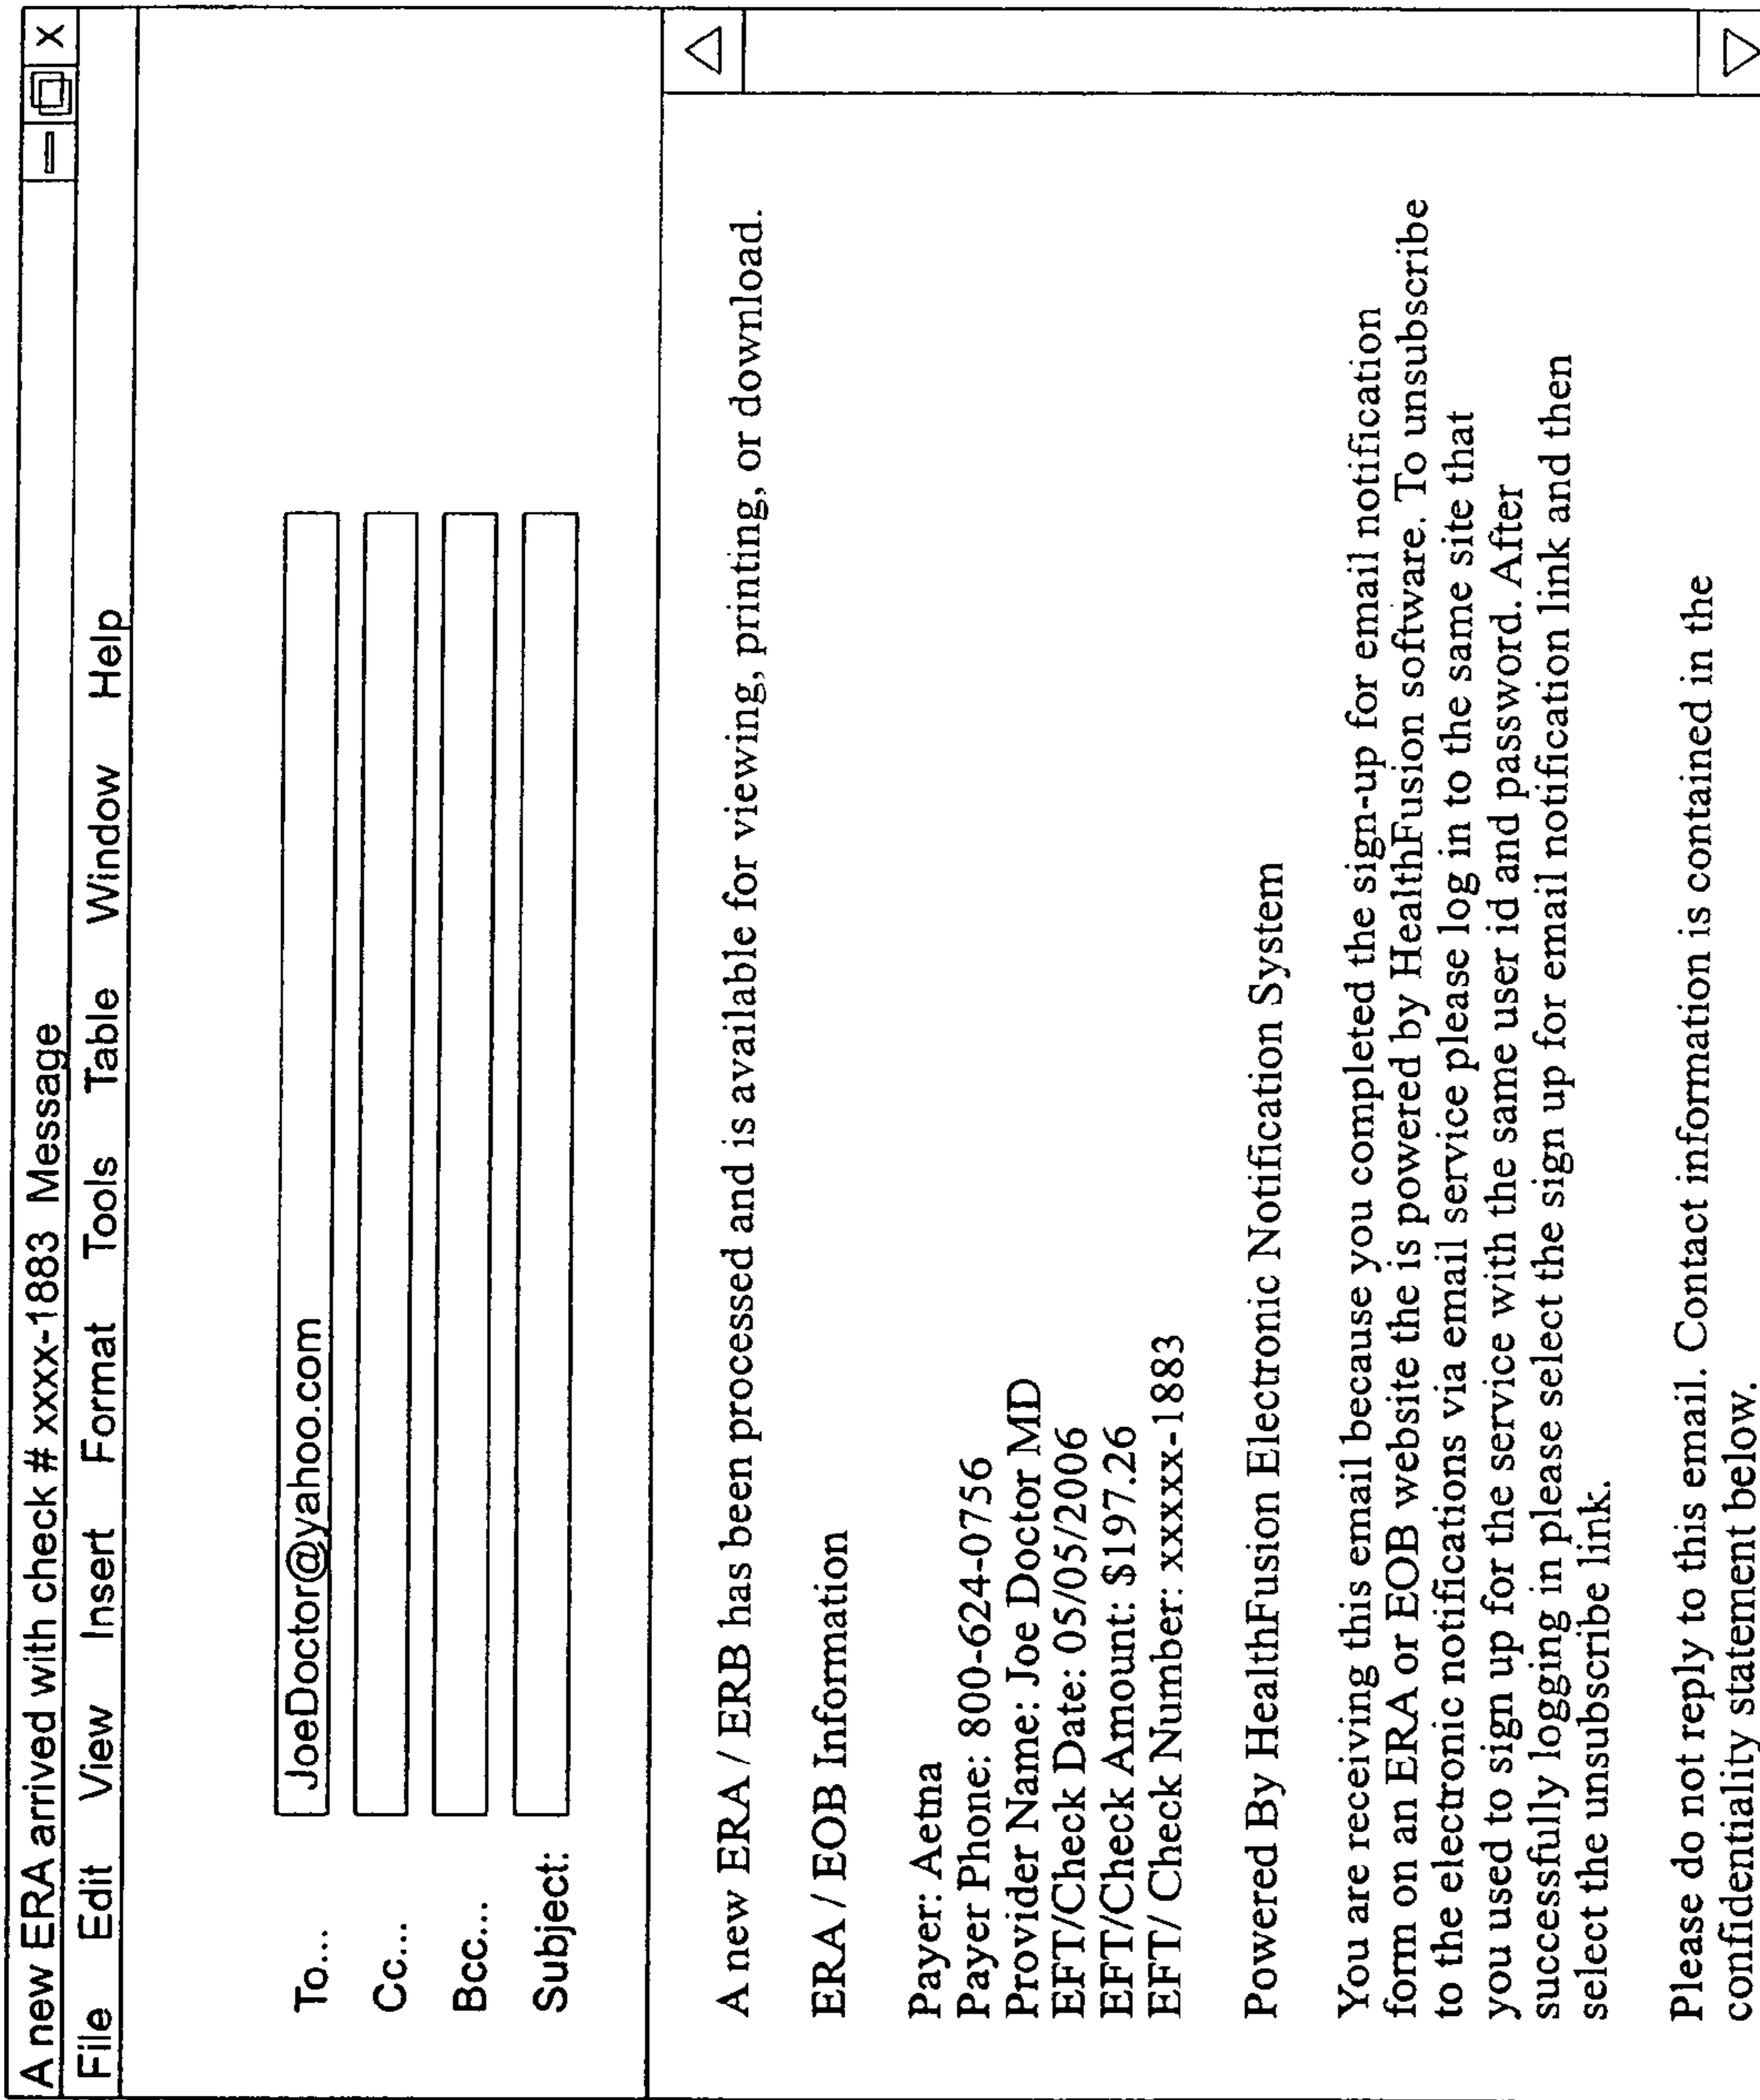 A new ERA arrived with check # xxxx-1883 Message
X
File Edit View Insert Format Tools Table Window Help
To... JoeDoctor@yahoo.com
Cc...
Bcc...
Subject:
A new ERA / ERB has been processed and is available for viewing, printing, or download.
ERA / EOB Information
Payer: Aetna
Payer Phone: 800-624-0756
Provider Name: Joe Doctor MD
EFT/Check Date: 05/05/2006
EFT/Check Amount: $197.26
EFT/ Check Number: xxxxx-1883
Powered By HealthFusion Electronic Notification System
You are receiving this email because you completed the sign-up for email notification
form on an ERA or EOB website the is powered by HealthFusion software. To unsubscribe
to the electronic notifications via email service please log in to the same site that
you used to sign up for the service with the same user id and password. After
successfully logging in please select the sign up for email notification link and then
select the unsubscribe link.
Please do not reply to this email. Contact information is contained in the
confidentiality statement below.